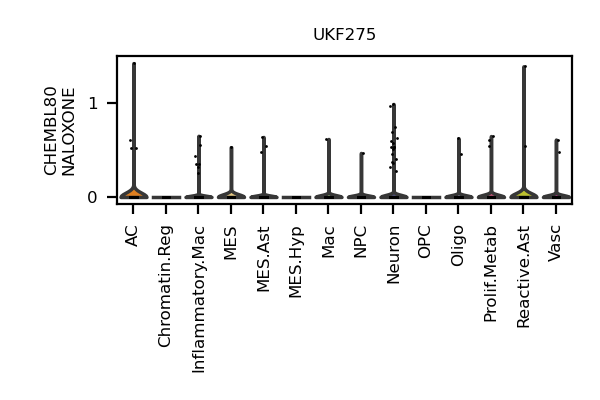 UKF275
CHEMBL80
NALOXONE
1
0
AC
Chromatin.Reg
Inflammatory.Mac
MES
MES.Ast
MES.Hyp
Mac
NPC
Neuron
OPC
Oligo
Prolif.Metab
Reactive.Ast
Vasc